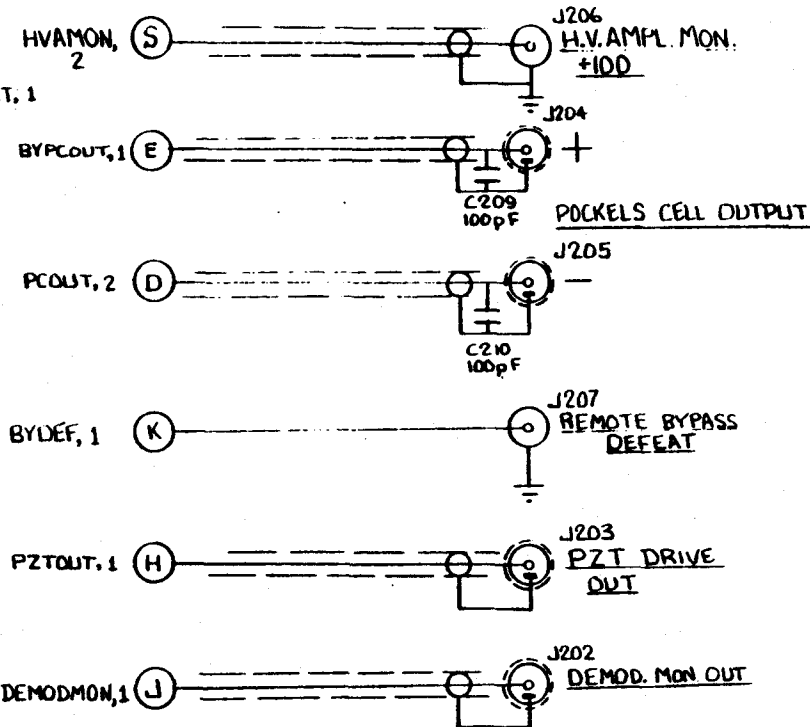 HVAMON, 2
S
J206
H.V. AMPL. MON.
÷100
T, 1
BYPCOUT, 1
E
J204
+
C209
100pF
POCKELS CELL OUTPUT
PCOUT, 2
D
J205
−
C210
100pF
BYDEF, 1
K
J207
REMOTE BYPASS
DEFEAT
PZTOUT, 1
H
J203
PZT DRIVE
OUT
DEMODMON, 1
J
J202
DEMOD. MON OUT